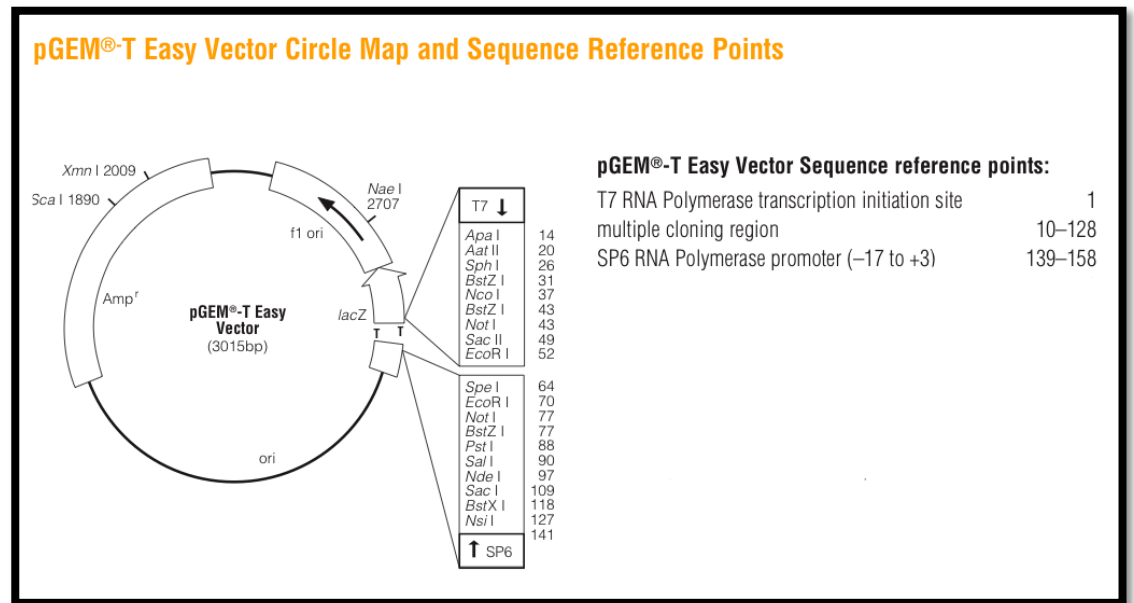 pGEM®-T Easy Vector Circle Map and Sequence Reference Points
Xmn I 2009
Sca I 1890
Nae I
2707
f1 ori
Ampʳ
pGEM®-T Easy
Vector
(3015bp)
lacZ
T T
ori
T7 ↓
Apa I 14
Aat II 20
Sph I 26
BstZ I 31
Nco I 37
BstZ I 43
Not I 43
Sac II 49
EcoR I 52
Spe I 64
EcoR I 70
Not I 77
BstZ I 77
Pst I 88
Sal I 90
Nde I 97
Sac I 109
BstX I 118
Nsi I 127
141
↑ SP6
pGEM®-T Easy Vector Sequence reference points:
T7 RNA Polymerase transcription initiation site 1
multiple cloning region 10–128
SP6 RNA Polymerase promoter (–17 to +3) 139–158